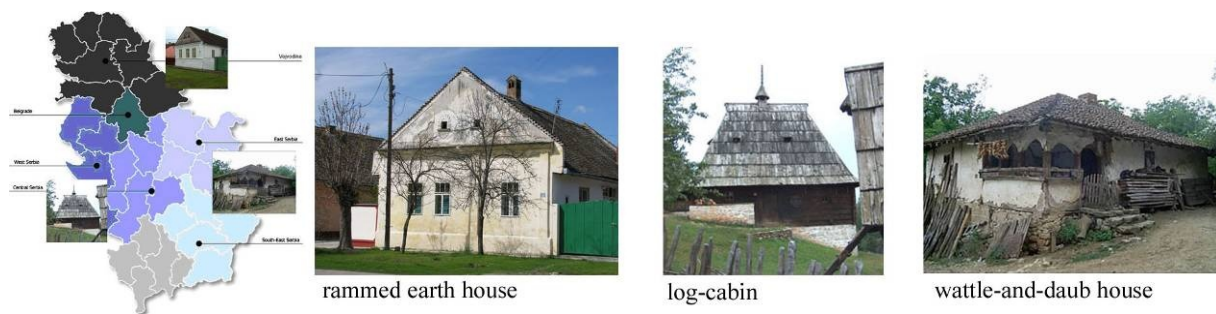 Vojvodina
Belgrade
East Serbia
West Serbia
Central Serbia
South-East Serbia
rammed earth house
log-cabin
wattle-and-daub house